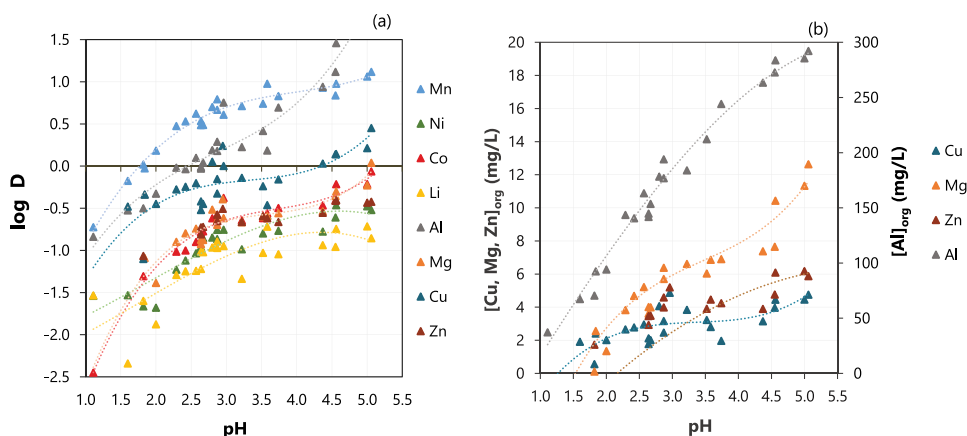 (a)
1.5
1.0
0.5
0.0
−0.5
−1.0
−1.5
−2.0
−2.5
log D
1.0 1.5 2.0 2.5 3.0 3.5 4.0 4.5 5.0 5.5
pH
Mn
Ni
Co
Li
Al
Mg
Cu
Zn
(b)
20
18
16
14
12
10
8
6
4
2
0
[Cu, Mg, Zn]org (mg/L)
300
250
200
150
100
50
0
[Al]org (mg/L)
1.0 1.5 2.0 2.5 3.0 3.5 4.0 4.5 5.0 5.5
pH
Cu
Mg
Zn
Al